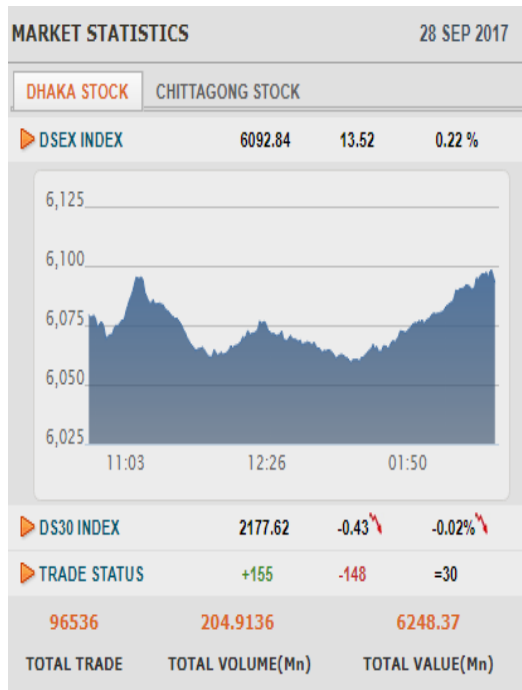 MARKET STATISTICS 28 SEP 2017
DHAKA STOCK CHITTAGONG STOCK
DSEX INDEX 6092.84 13.52 0.22 %
6,125
6,100
6,075
6,050
6,025
11:03 12:26 01:50
DS30 INDEX 2177.62 -0.43 -0.02%
TRADE STATUS +155 -148 =30
96536 204.9136 6248.37
TOTAL TRADE TOTAL VOLUME(Mn) TOTAL VALUE(Mn)